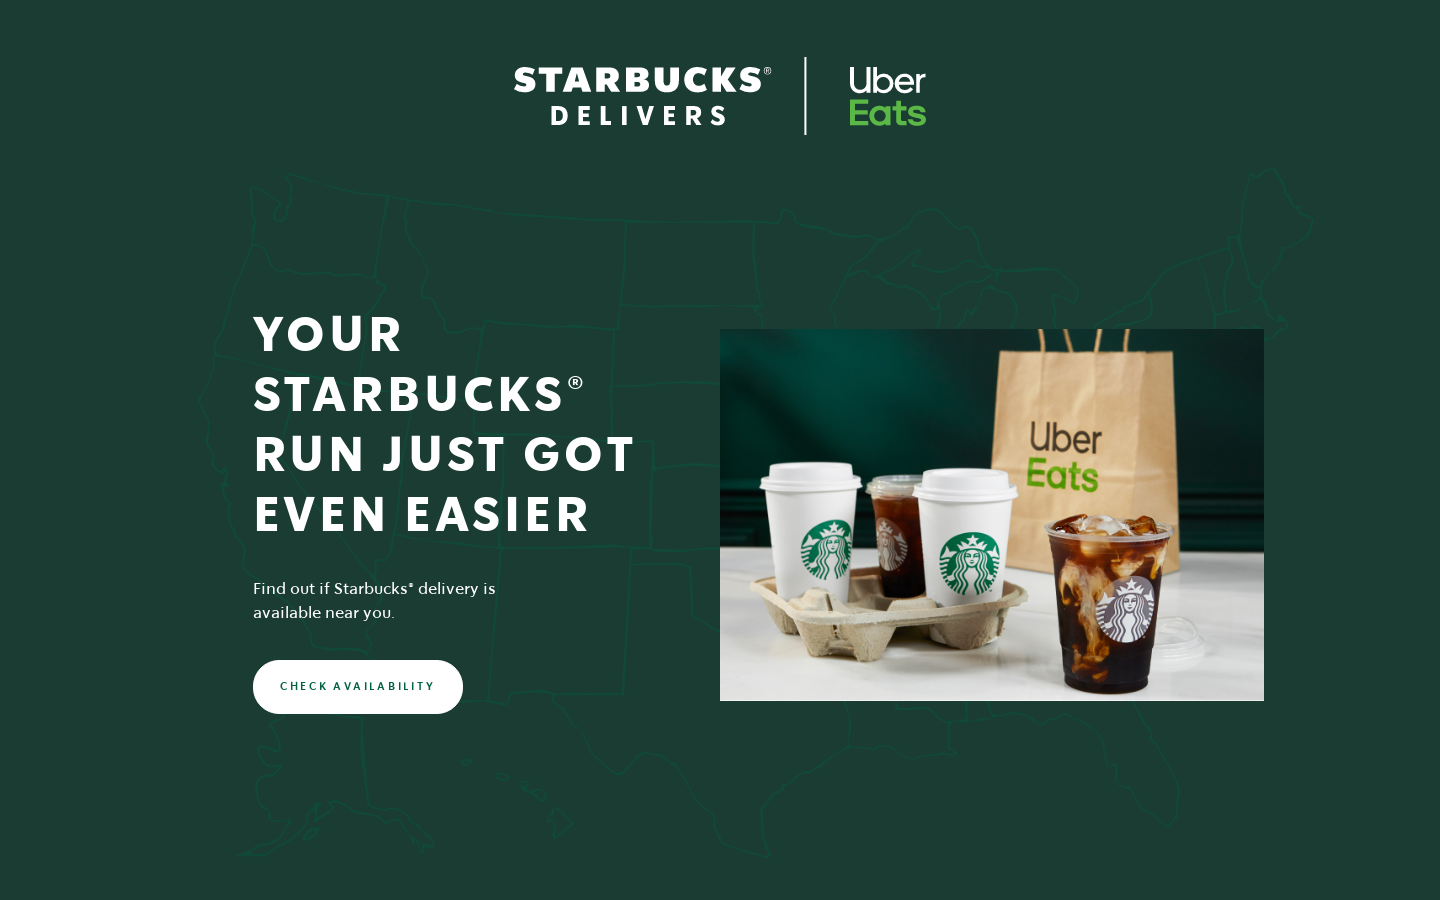 STARBUCKS®
DELIVERS
Uber
Eats
YOUR
STARBUCKS®
RUN JUST GOT
EVEN EASIER
Find out if Starbucks® delivery is
available near you.
CHECK AVAILABILITY
Uber
Eats